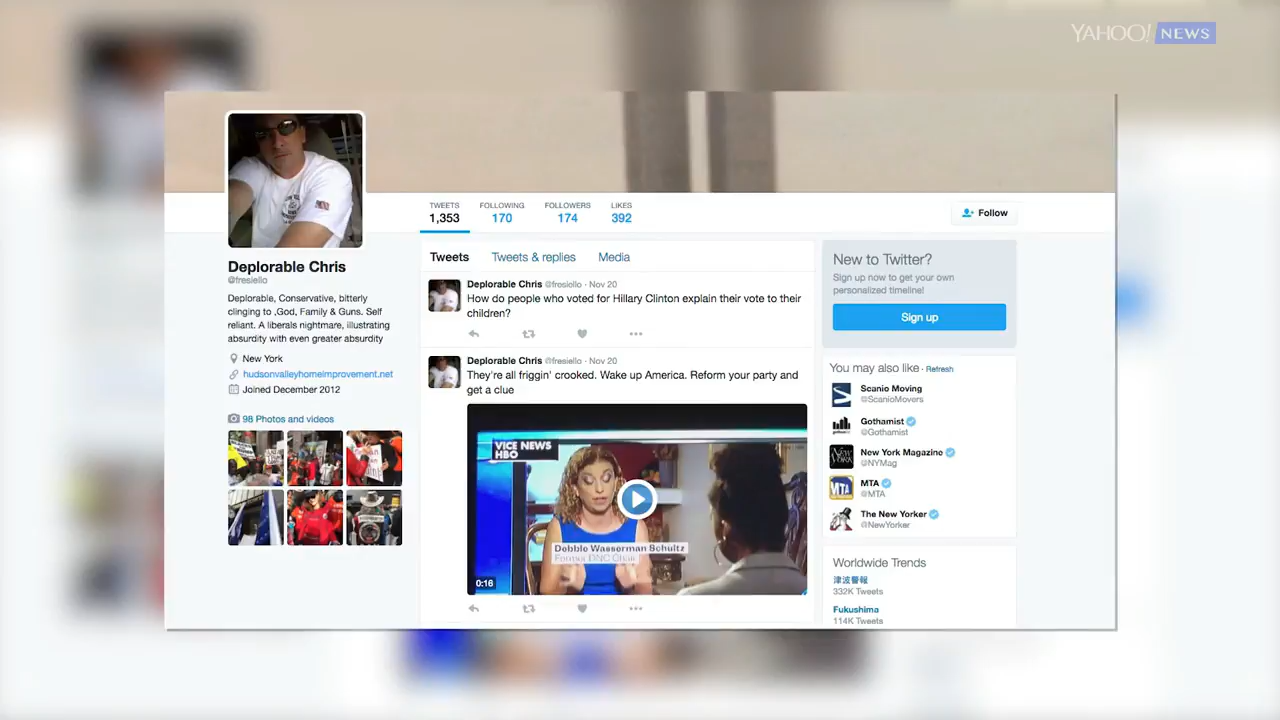 YAHOO! NEWS
TWEETS
1,353
FOLLOWING
170
FOLLOWERS
174
LIKES
392
Follow
Deplorable Chris
@fresiello
Deplorable, Conservative, bitterly
clinging to ,God, Family & Guns. Self
reliant. A liberals nightmare, illustrating
absurdity with even greater absurdity
New York
hudsonvalleyhomeimprovement.net
Joined December 2012
98 Photos and videos
Tweets
Tweets & replies
Media
Deplorable Chris @fresiello · Nov 20
How do people who voted for Hillary Clinton explain their vote to their
children?
Deplorable Chris @fresiello · Nov 20
They're all friggin' crooked. Wake up America. Reform your party and
get a clue
VICE NEWS
HBO
Debbie Wasserman Schultz
Former DNC Chair
0:16
New to Twitter?
Sign up now to get your own
personalized timeline!
Sign up
You may also like · Refresh
Scanio Moving
@ScanioMovers
Gothamist
@Gothamist
New York Magazine
@NYMag
MTA
MTA
@MTA
The New Yorker
@NewYorker
Worldwide Trends
津波警報
332K Tweets
Fukushima
114K Tweets